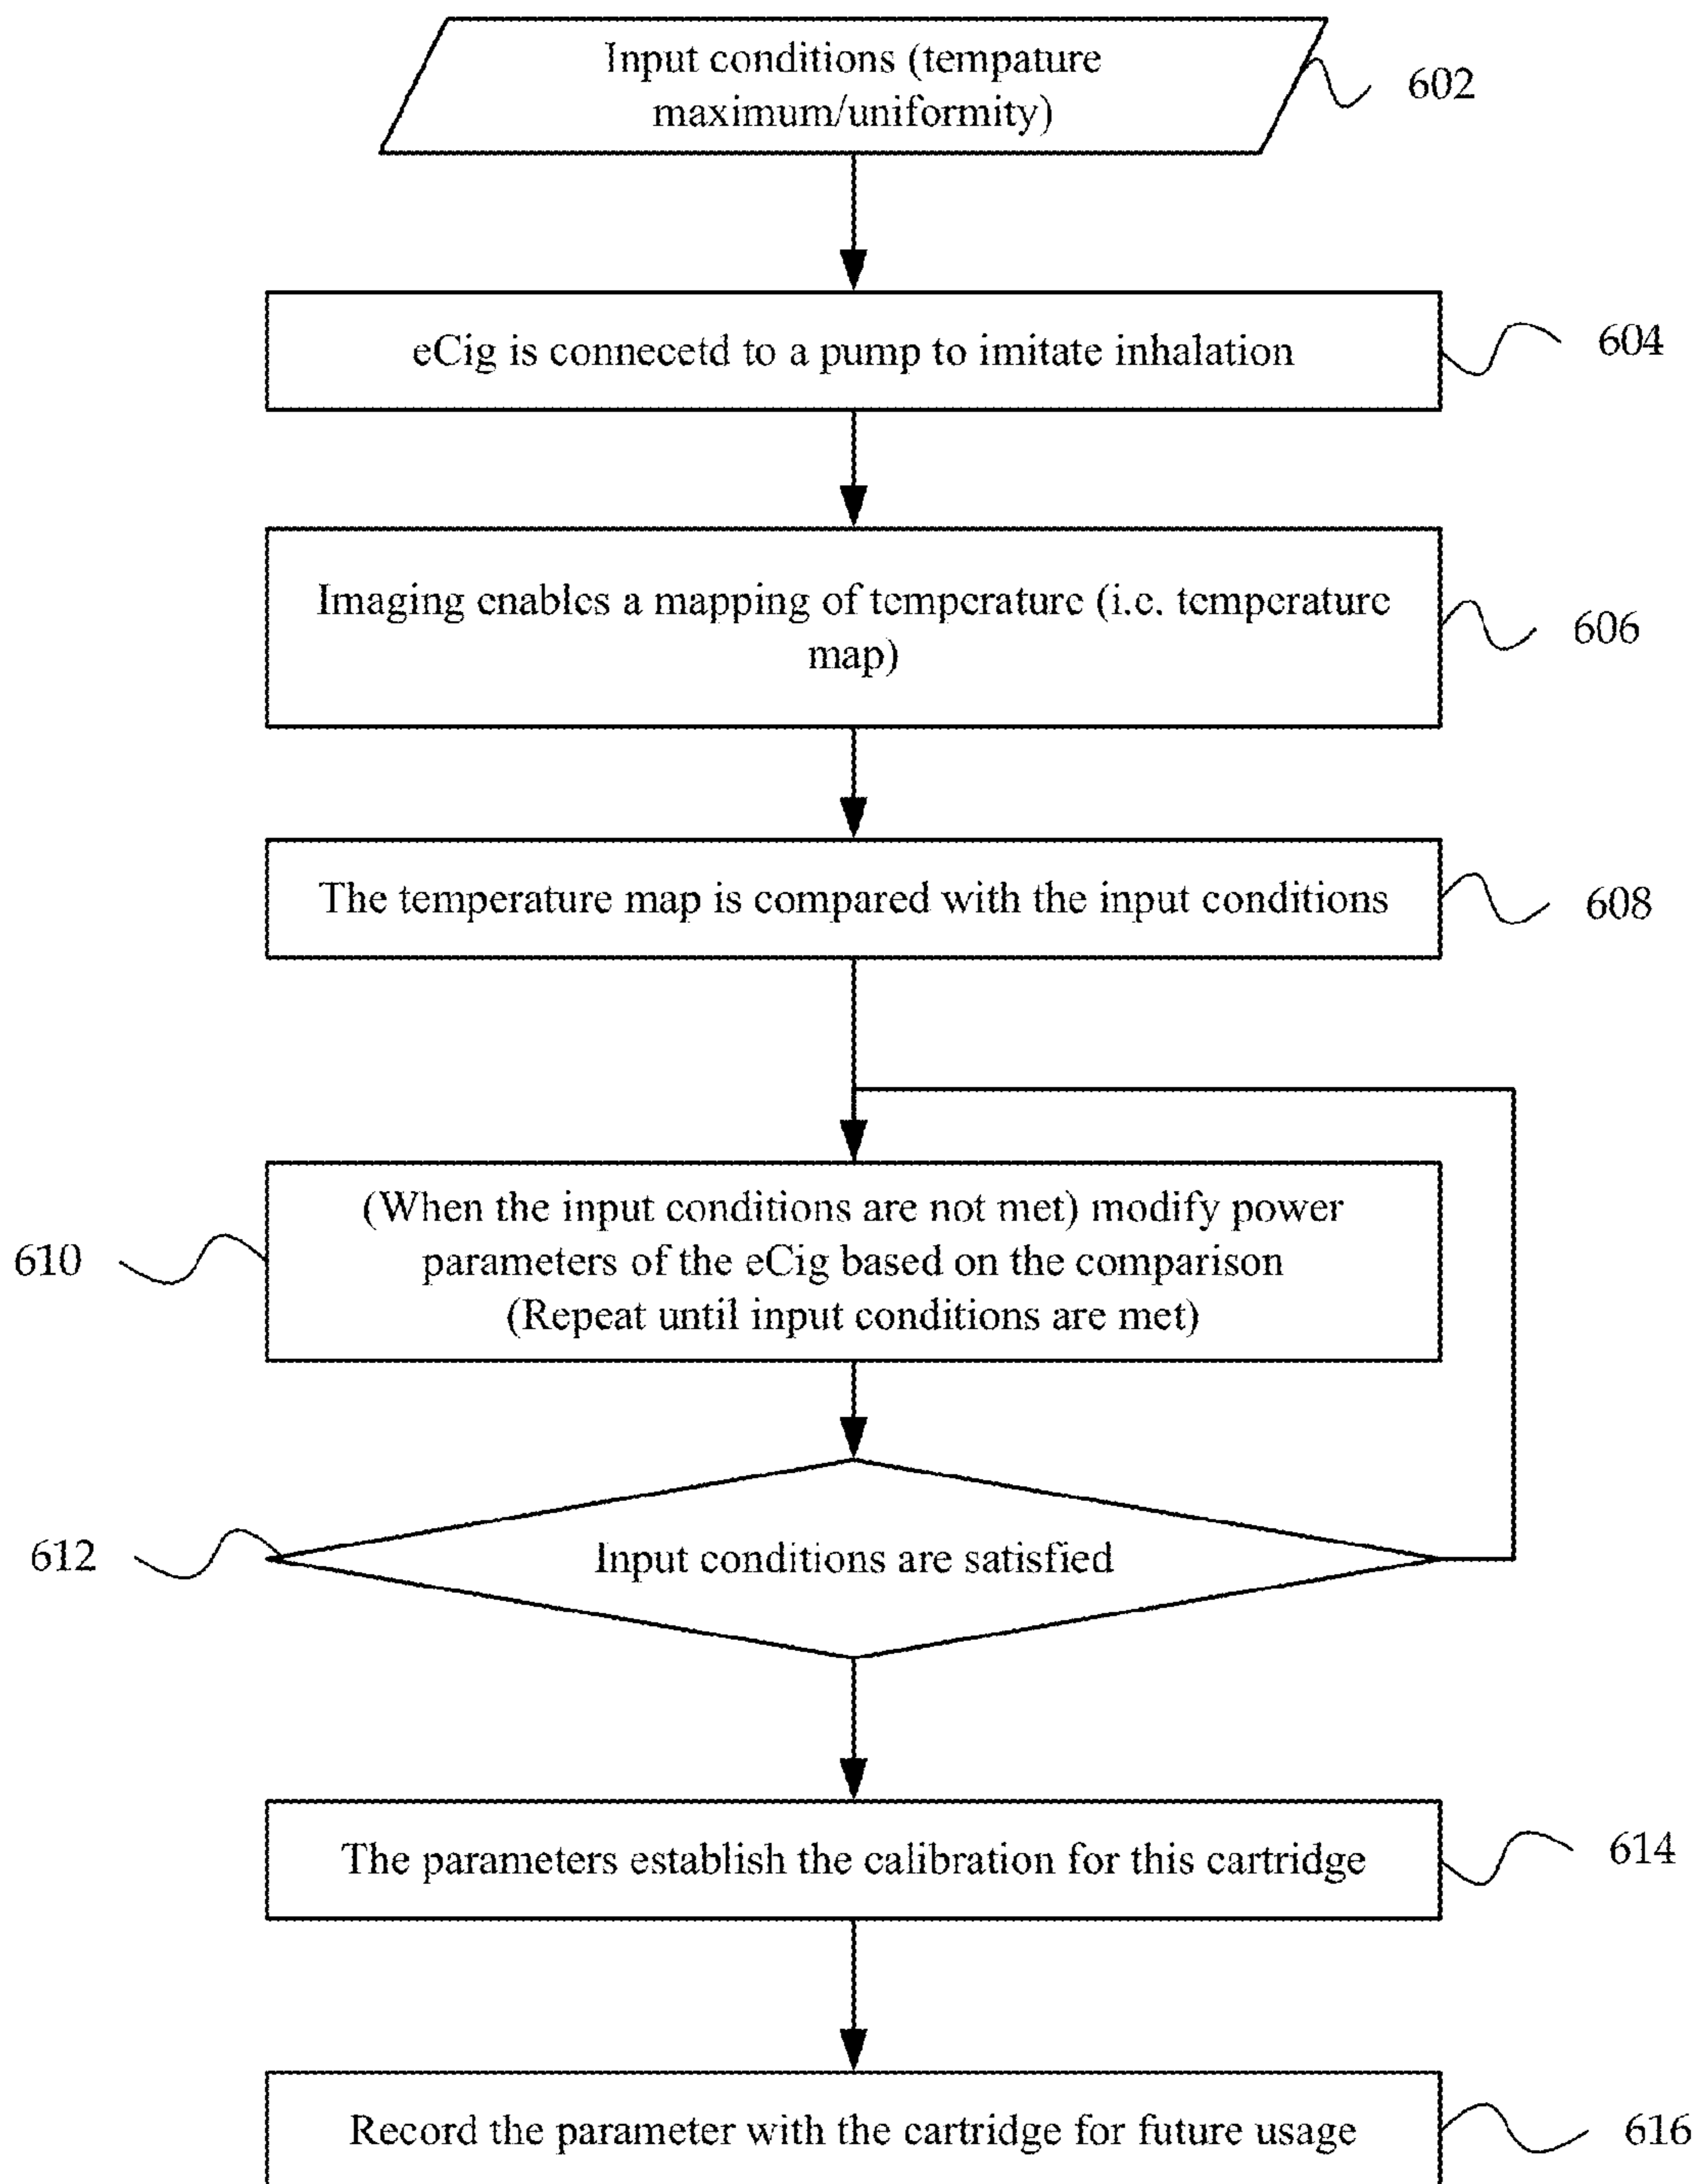 Input conditions (tempature
maximum/uniformity)
602
eCig is connecetd to a pump to imitate inhalation
604
Imaging enables a mapping of temperature (i.e. temperature
map)
606
The temperature map is compared with the input conditions
608
(When the input conditions are not met) modify power
parameters of the eCig based on the comparison
(Repeat until input conditions are met)
610
Input conditions are satisfied
612
The parameters establish the calibration for this cartridge
614
Record the parameter with the cartridge for future usage
616